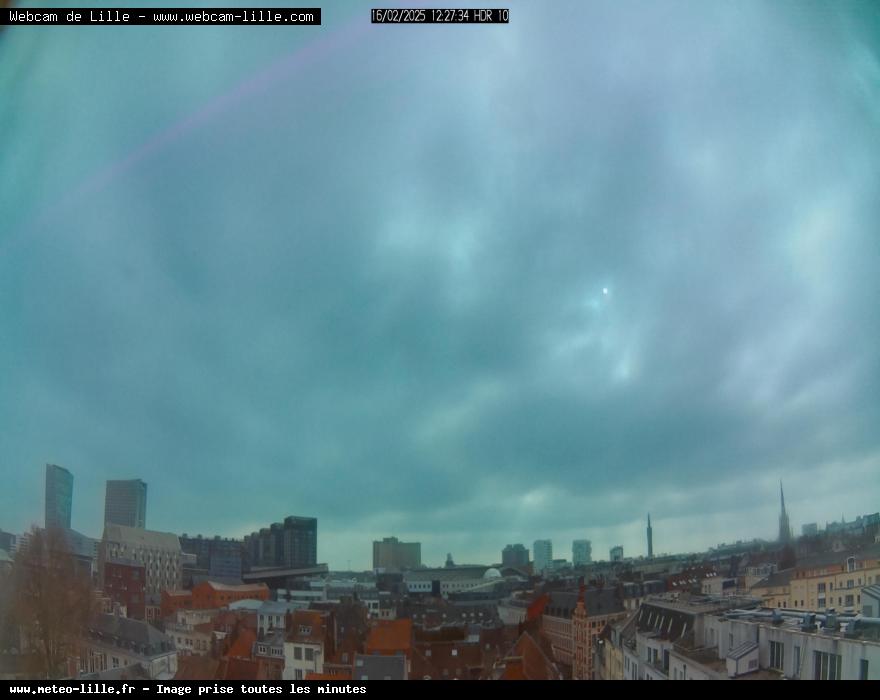 Webcam de Lille - www.webcam-lille.com
16/02/2025 12:27:34 HDR 10
www.meteo-lille.fr - Image prise toutes les minutes